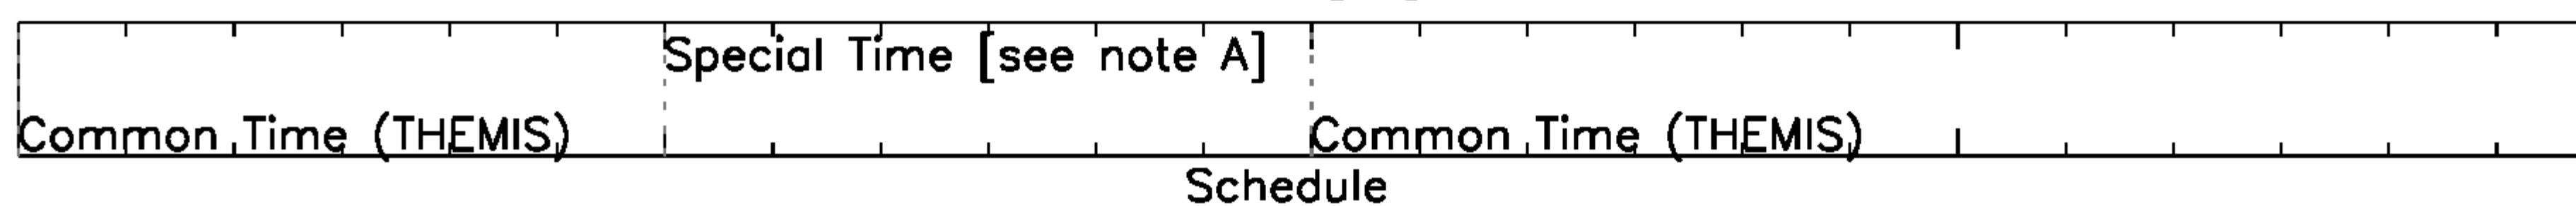 Special Time [see note A]
Common Time (THEMIS) Common Time (THEMIS)
Schedule